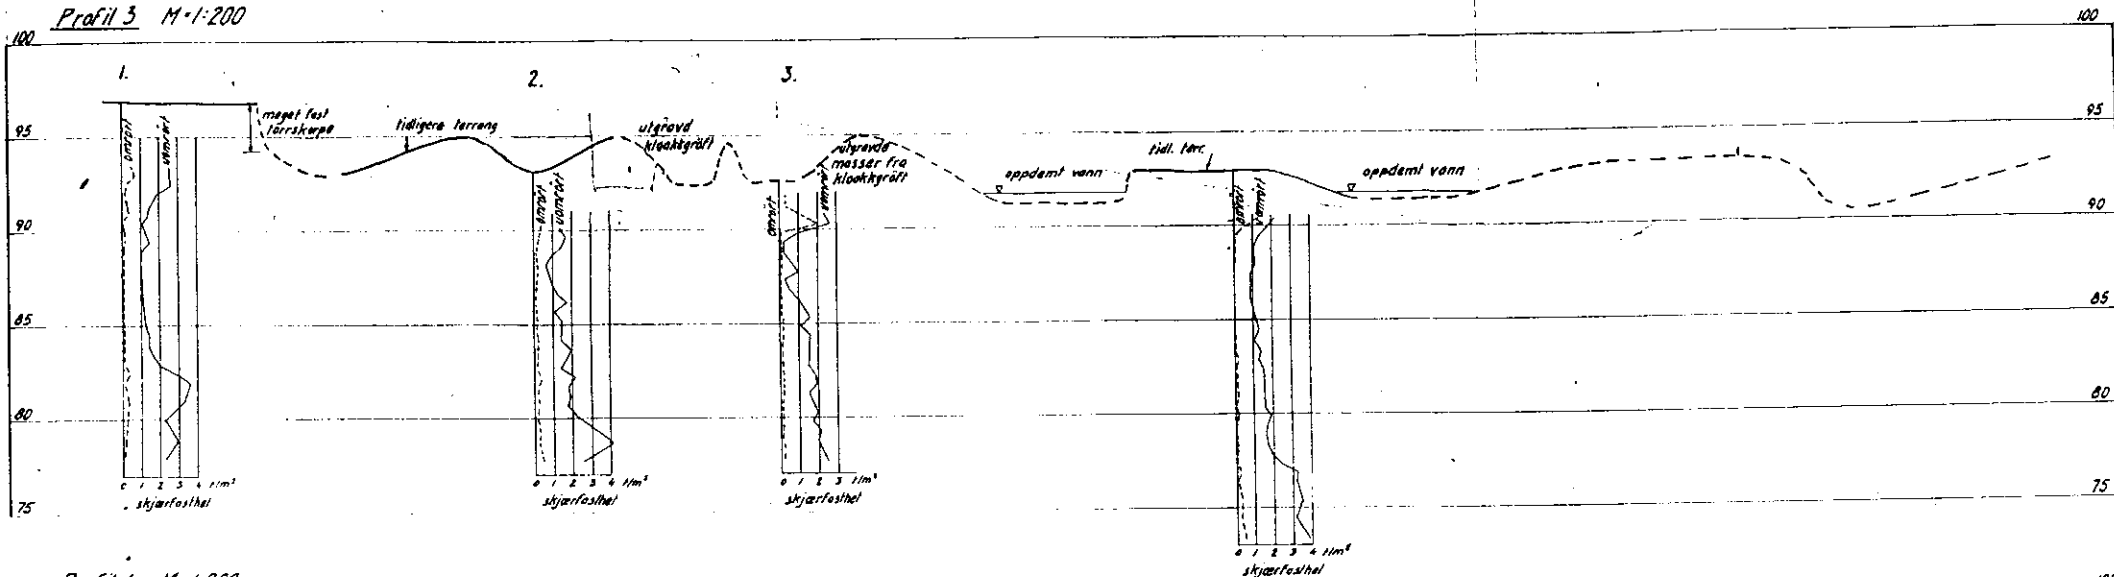 Profil 3 M=1:200
100
100
1.
2.
3.
meget fast
tørrskorpe
tidligere terreng
utgravd
kloakkgrøft
utgravde
masser fra
kloakkgrøft
oppdemt vann
tidl. terr.
oppdemt vann
95
95
omrørt
uomrørt
omrørt
uomrørt
omrørt
uomrørt
omrørt
uomrørt
90
90
85
85
80
80
75
75
0 1 2 3 4 t/m²
skjærfasthet
0 1 2 3 4 t/m²
skjærfasthet
0 1 2 3 t/m²
skjærfasthet
0 1 2 3 4 t/m²
skjærfasthet